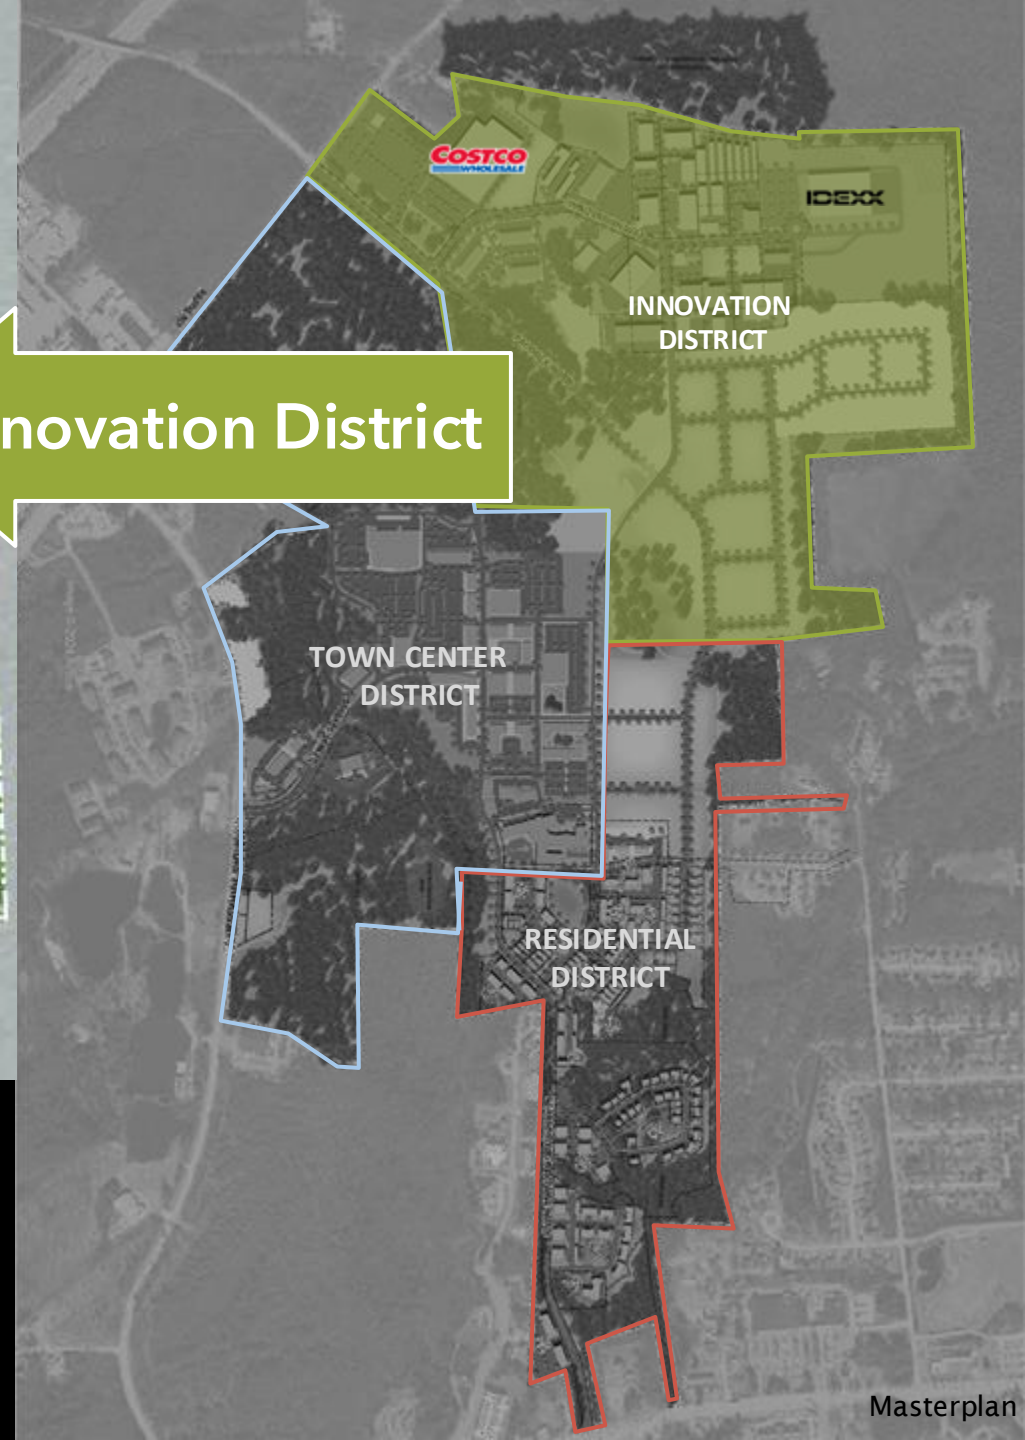 COSTCO
WHOLESALE
IDEXX
INNOVATION
DISTRICT
novation District
TOWN CENTER
DISTRICT
RESIDENTIAL
DISTRICT
Masterplan